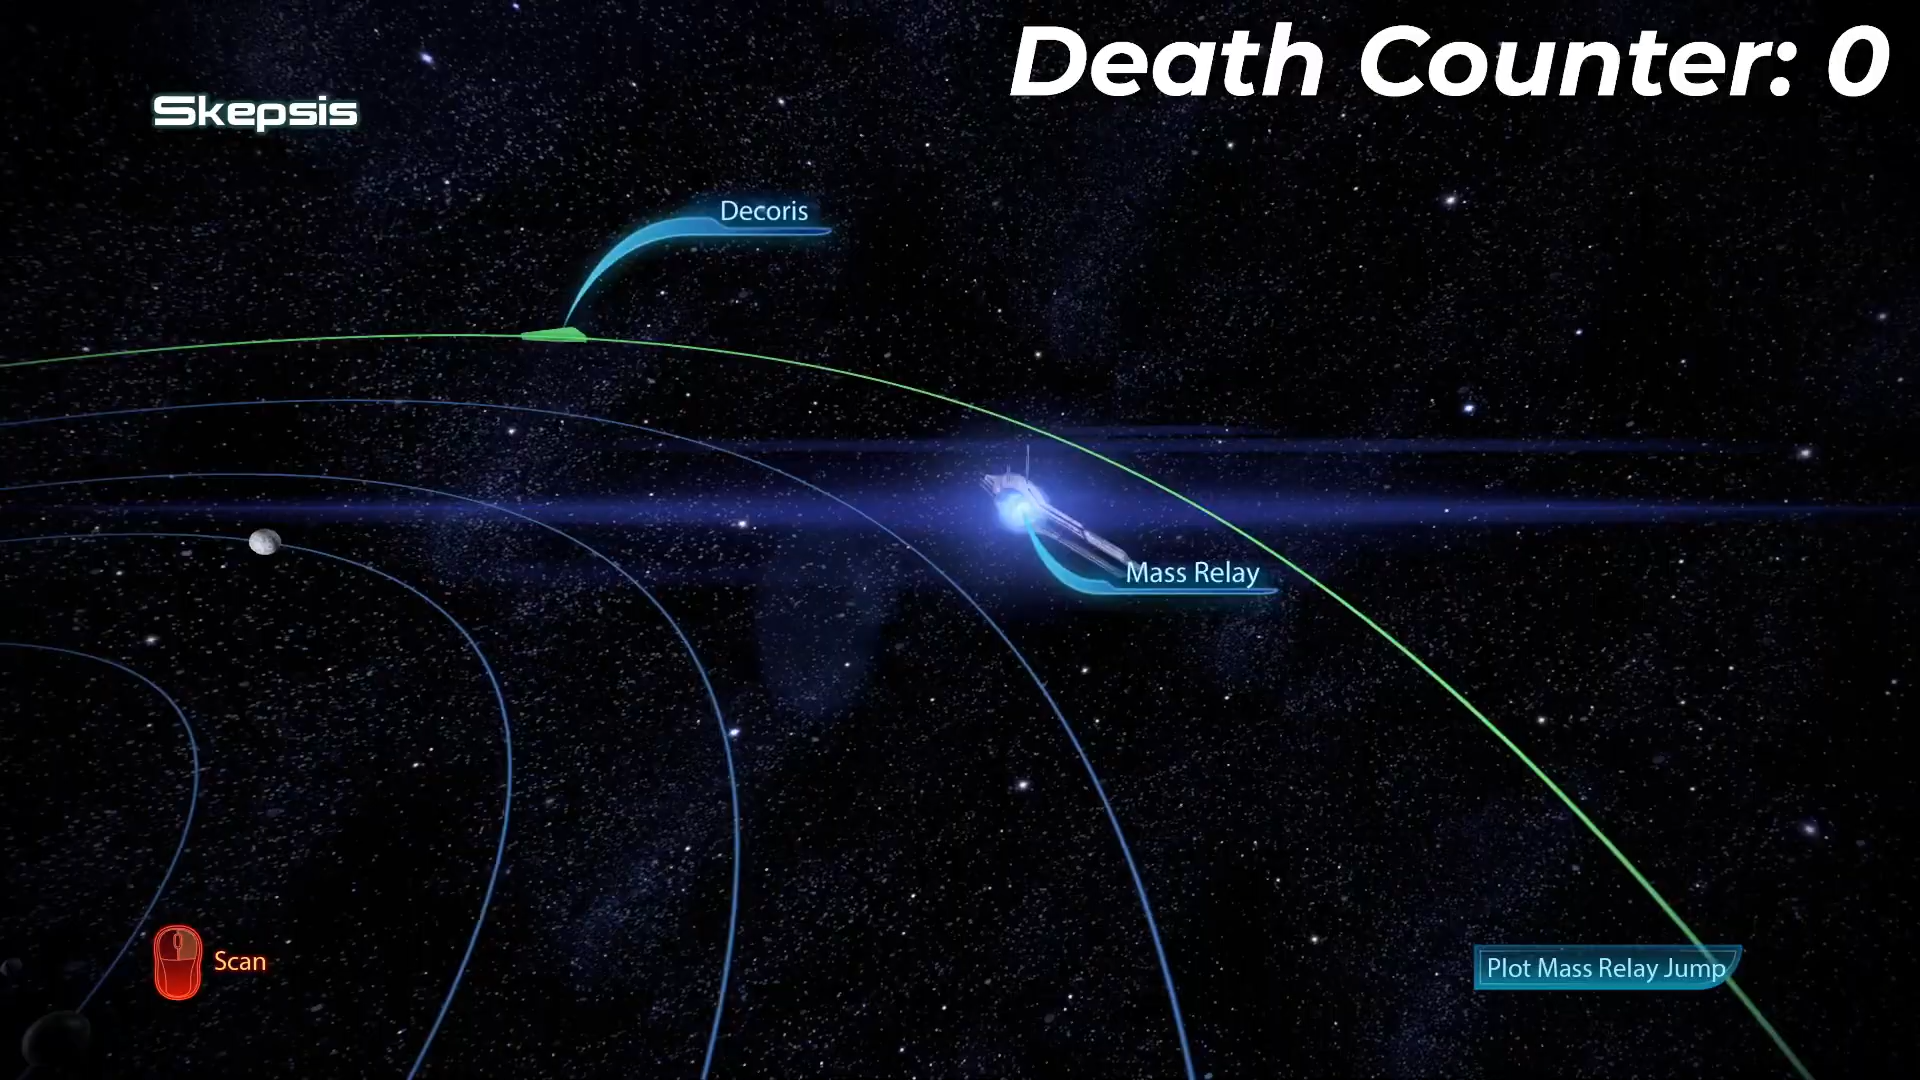 Death Counter: 0
Skepsis
Decoris
Mass Relay
Scan
Plot Mass Relay Jump